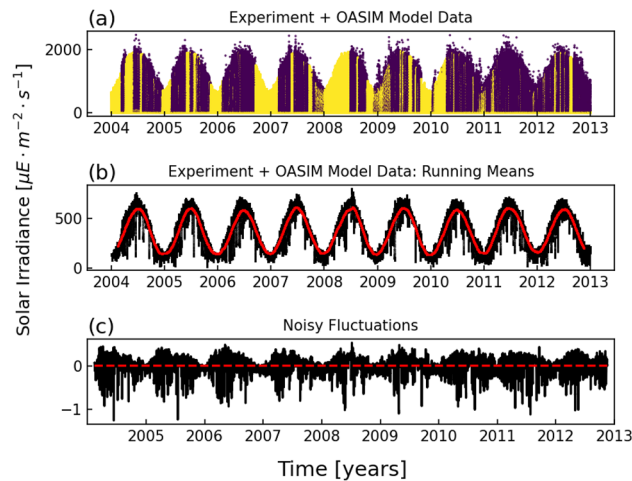 (a) Experiment + OASIM Model Data
2000
0
2004 2005 2006 2007 2008 2009 2010 2011 2012 2013
(b) Experiment + OASIM Model Data: Running Means
500
0
2004 2005 2006 2007 2008 2009 2010 2011 2012 2013
(c) Noisy Fluctuations
0
−1
2005 2006 2007 2008 2009 2010 2011 2012 2013
Solar Irradiance [μE · m⁻² · s⁻¹]
Time [years]